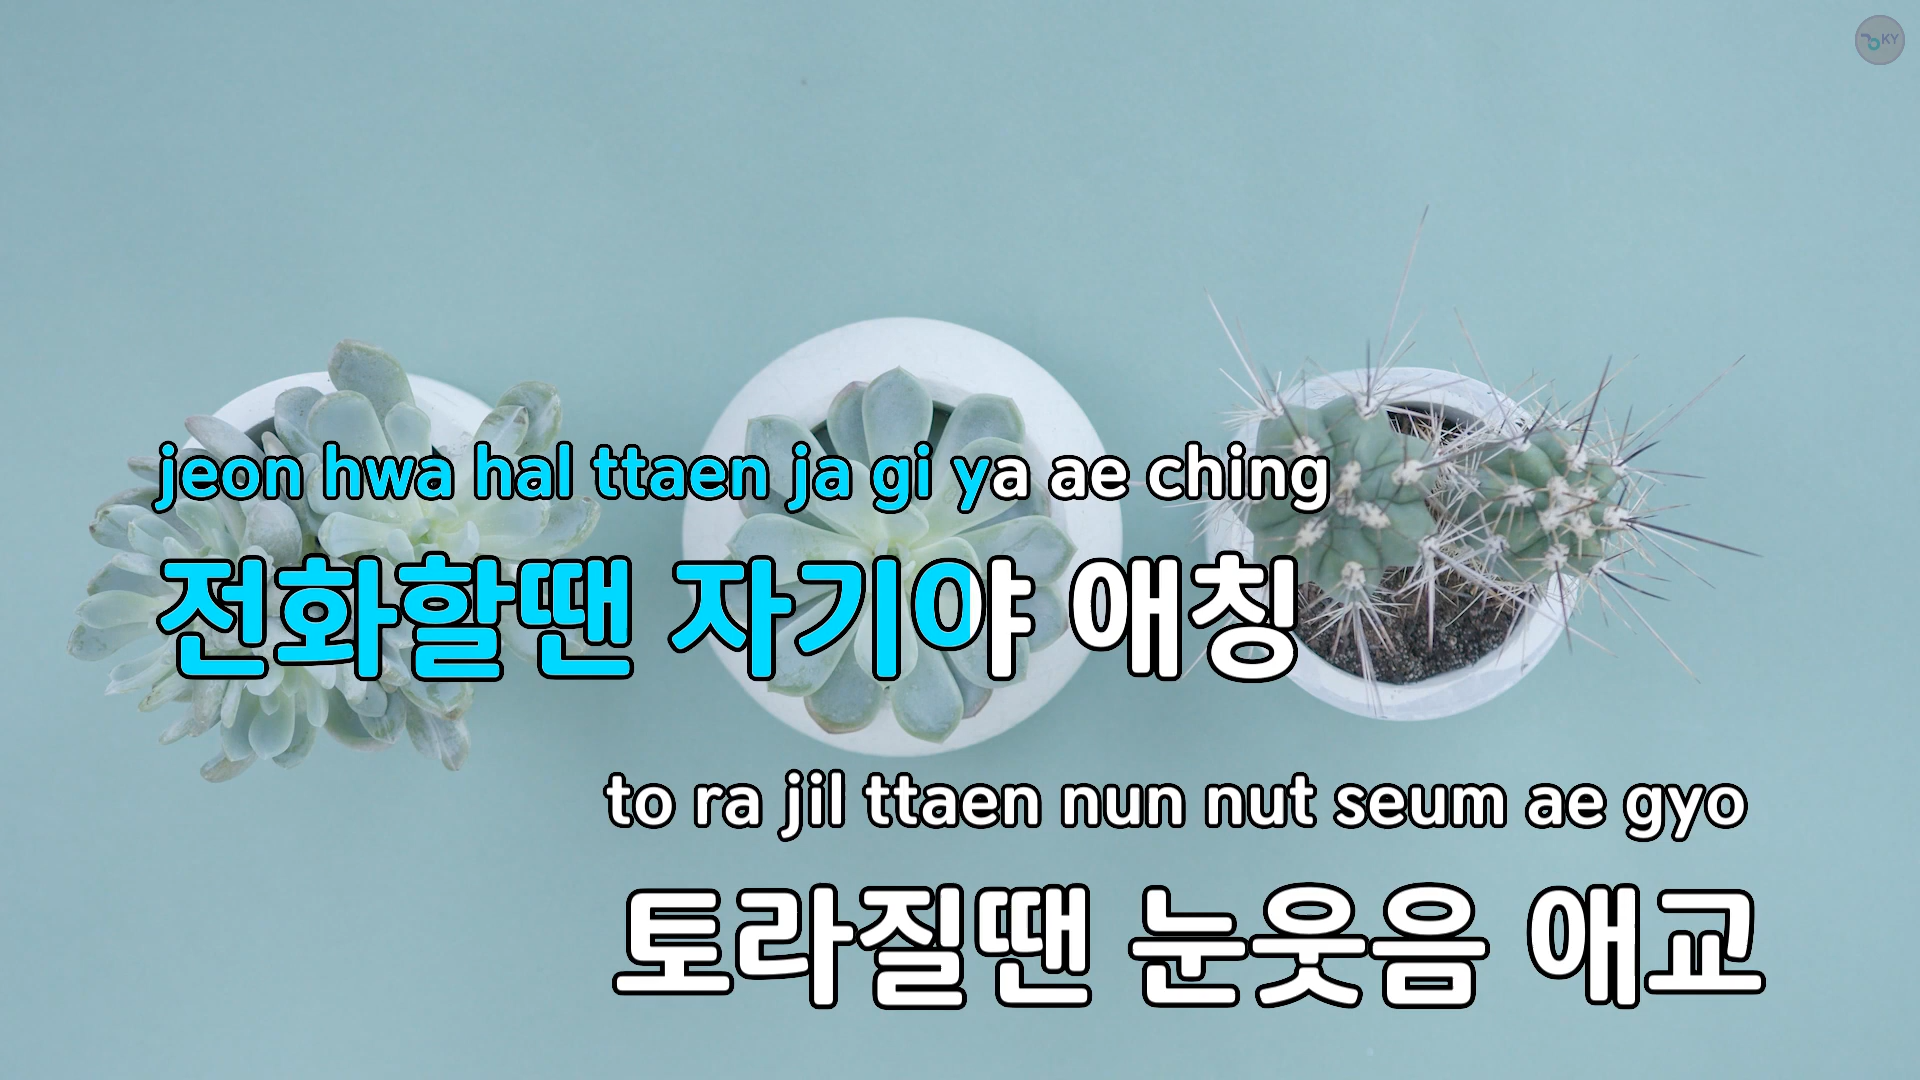 KY
jeon hwa hal ttaen ja gi ya ae ching
전화할땐 자기야 애칭
to ra jil ttaen nun nut seum ae gyo
토라질땐 눈웃음 애교